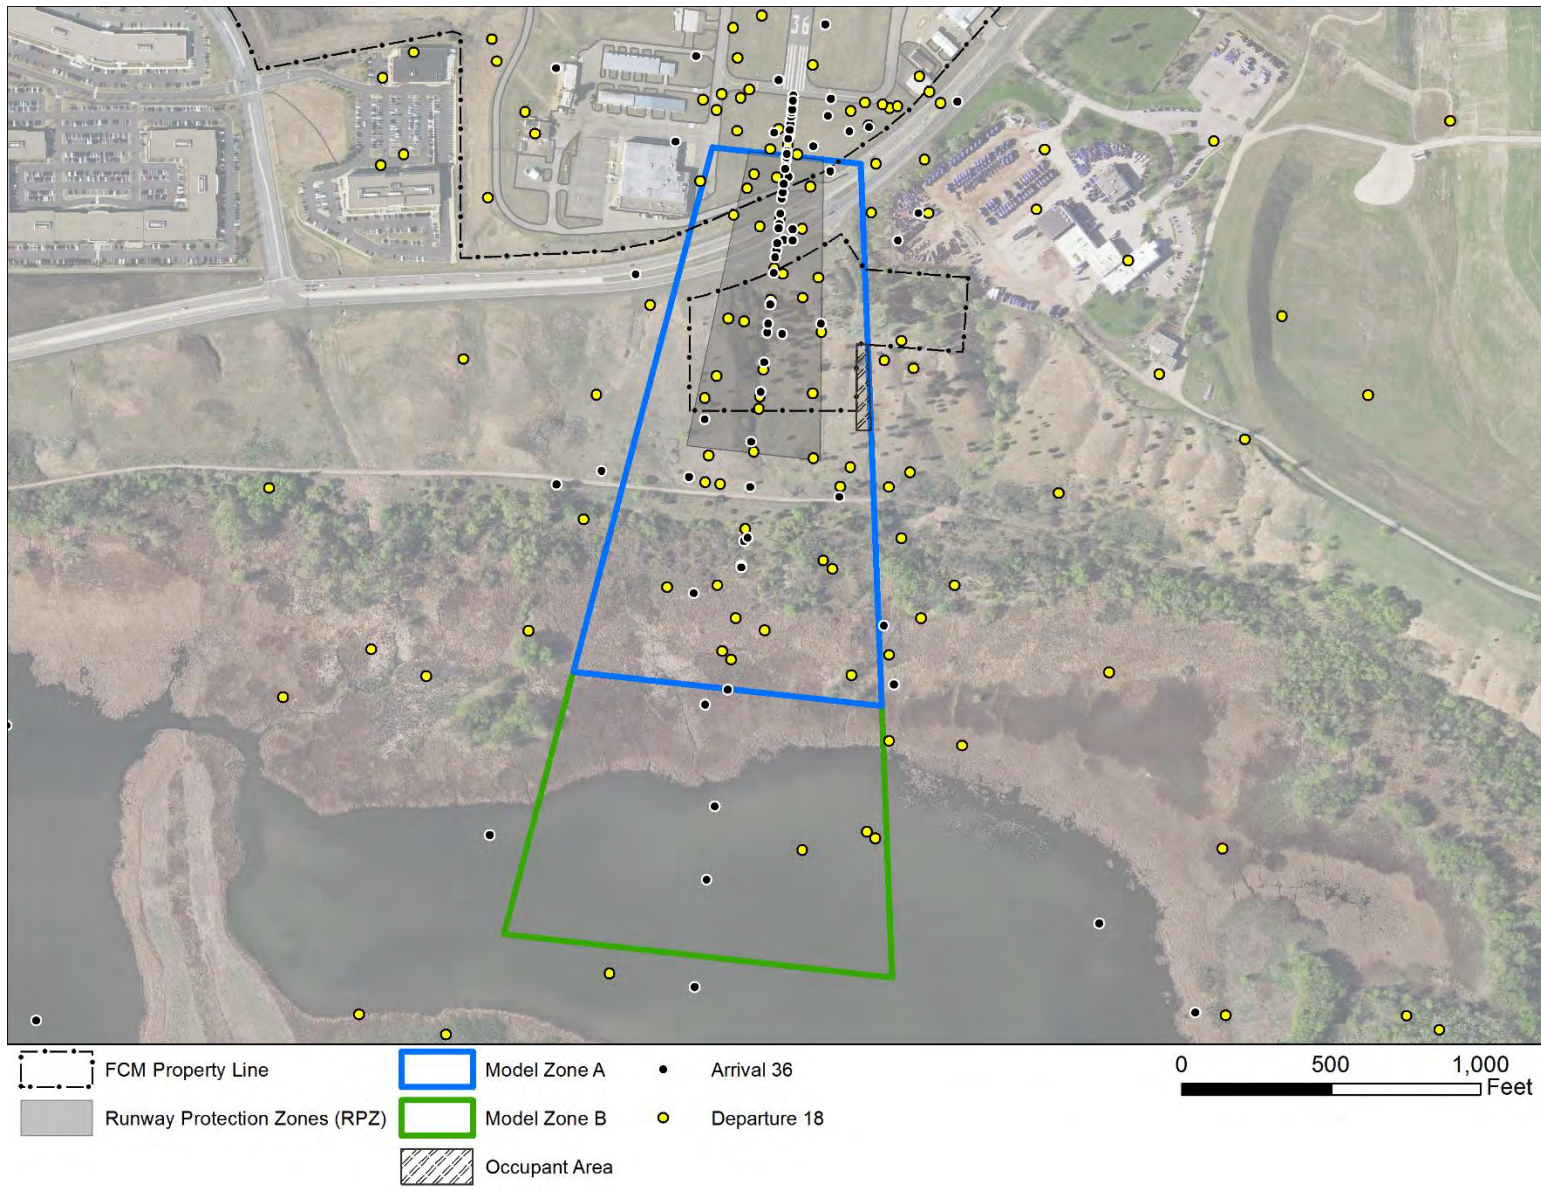 36
FCM Property Line
Runway Protection Zones (RPZ)
Model Zone A
Model Zone B
Occupant Area
Arrival 36
Departure 18
0 500 1,000
Feet